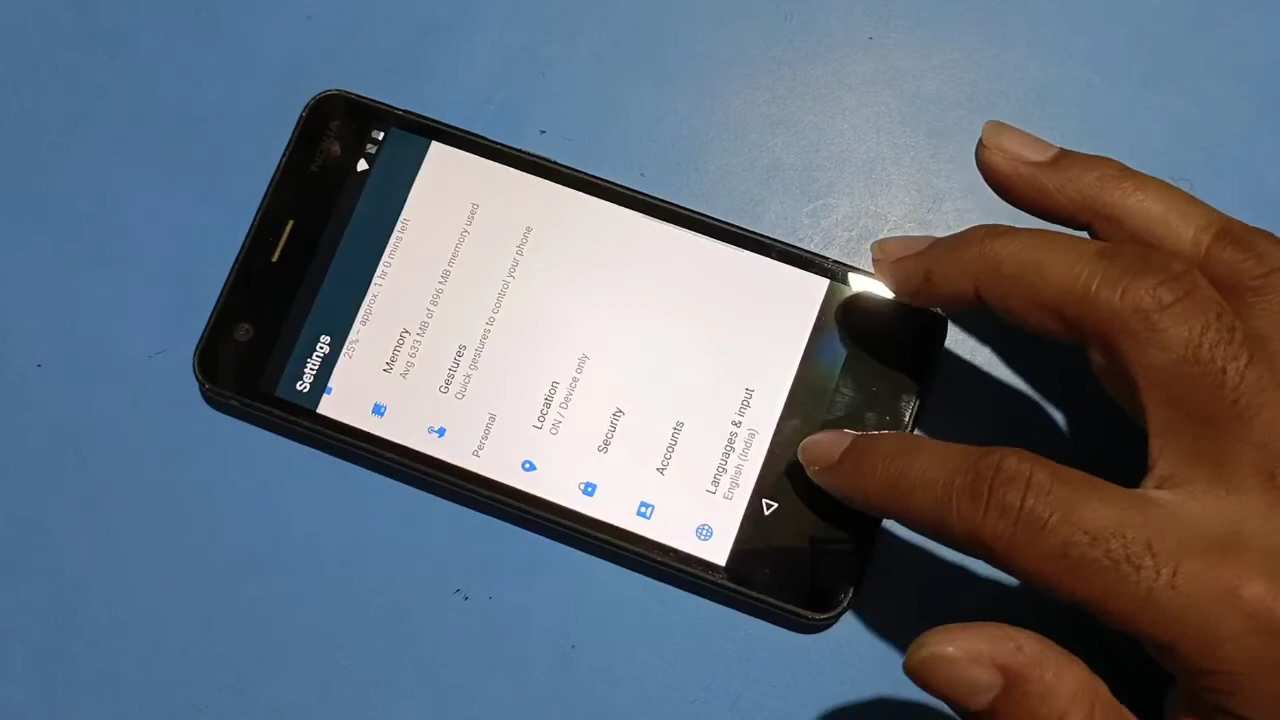 NOKIA
Settings
25% – approx. 1 hr 0 mins left
Memory
Avg 633 MB of 896 MB memory used
Gestures
Quick gestures to control your phone
Personal
Location
ON / Device only
Security
Accounts
Languages & input
English (India)